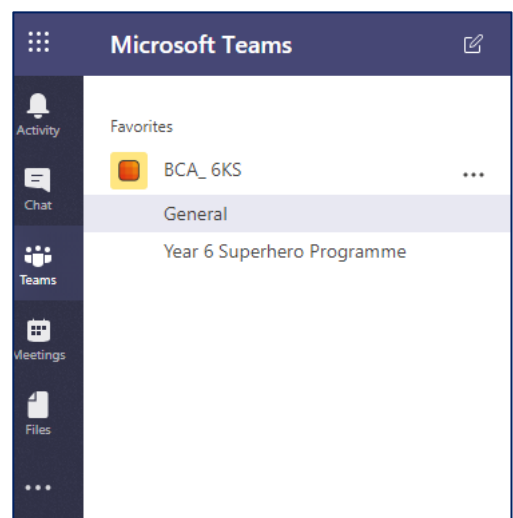 Microsoft Teams
Activity
Favorites
BCA_ 6KS
Chat
General
Year 6 Superhero Programme
Teams
Meetings
Files